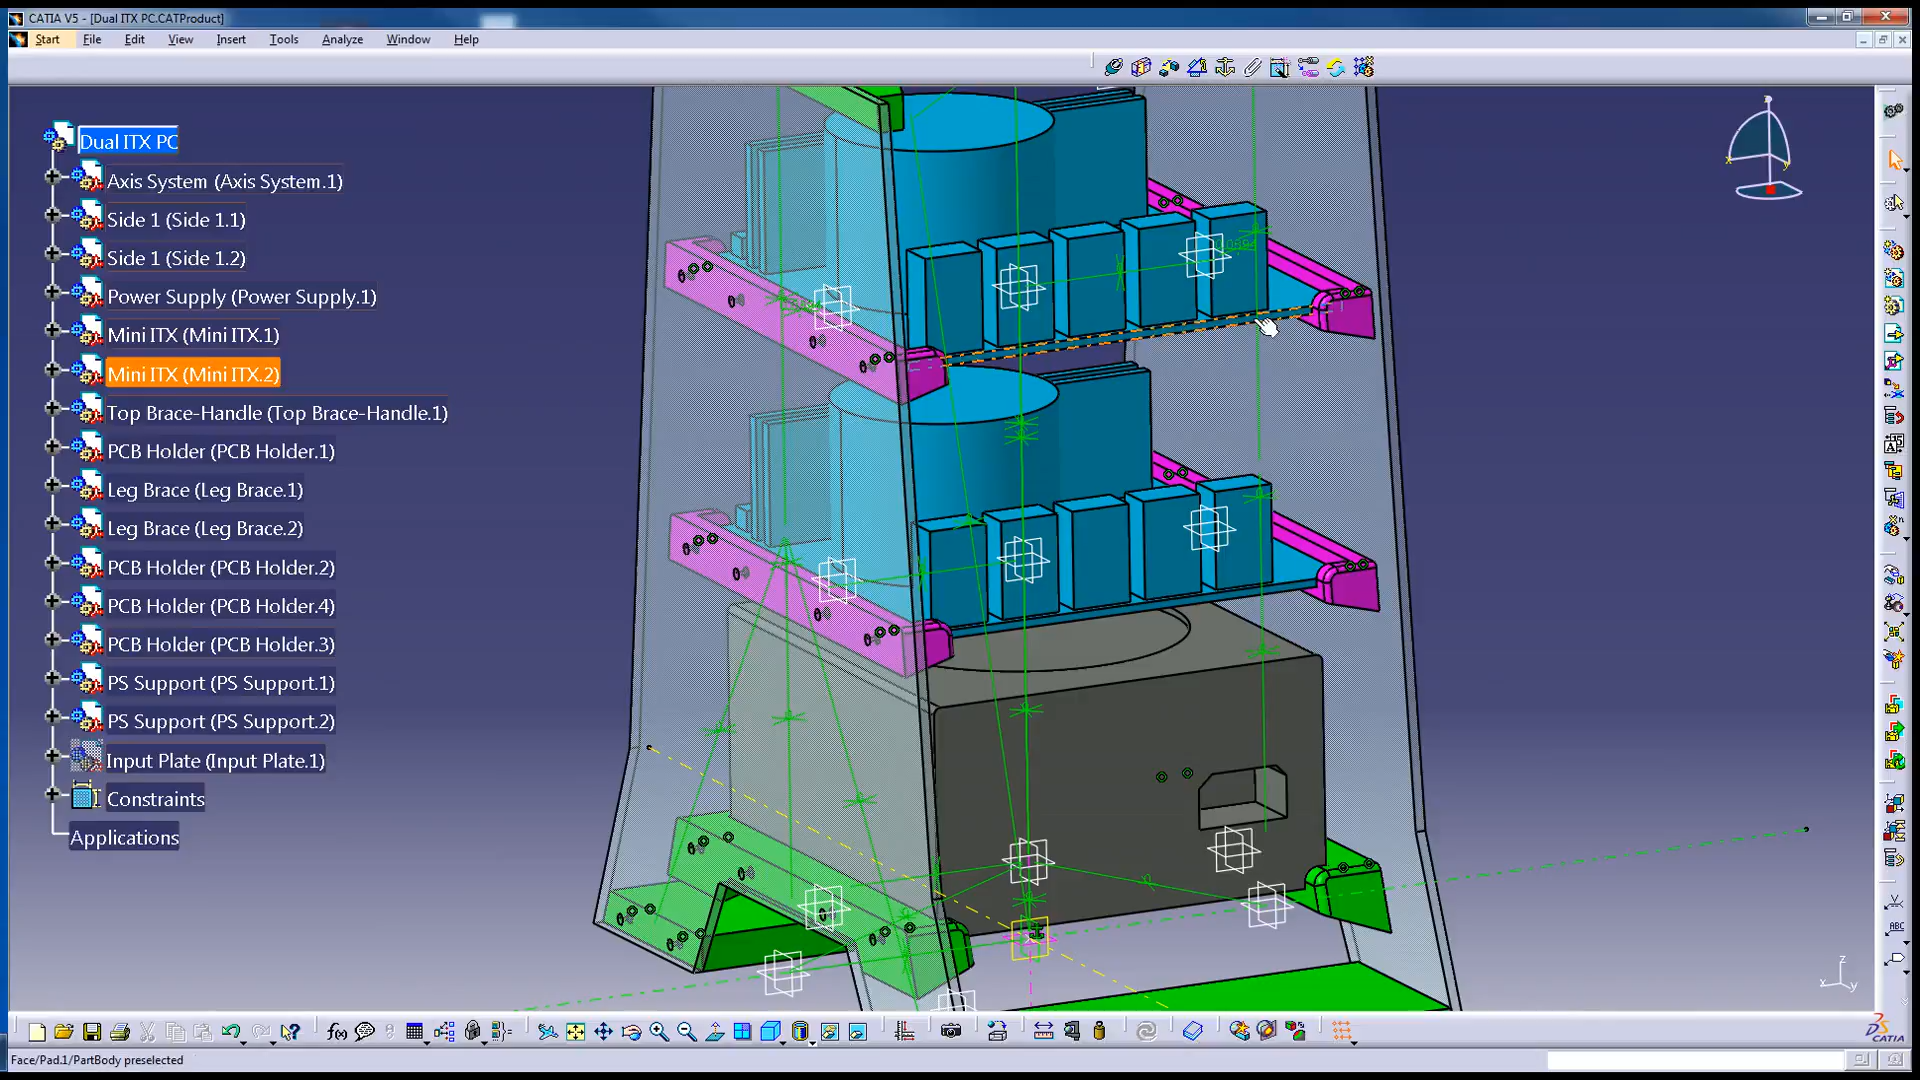 CATIA V5 - [Dual ITX PC.CATProduct]
Start File Edit View Insert Tools Analyze Window Help
Dual ITX PC
Axis System (Axis System.1)
Side 1 (Side 1.1)
Side 1 (Side 1.2)
Power Supply (Power Supply.1)
Mini ITX (Mini ITX.1)
Mini ITX (Mini ITX.2)
Top Brace-Handle (Top Brace-Handle.1)
PCB Holder (PCB Holder.1)
Leg Brace (Leg Brace.1)
Leg Brace (Leg Brace.2)
PCB Holder (PCB Holder.2)
PCB Holder (PCB Holder.4)
PCB Holder (PCB Holder.3)
PS Support (PS Support.1)
PS Support (PS Support.2)
Input Plate (Input Plate.1)
Constraints
Applications
z
x
y
ABC
f(x)
CATIA
Face/Pad.1/PartBody preselected